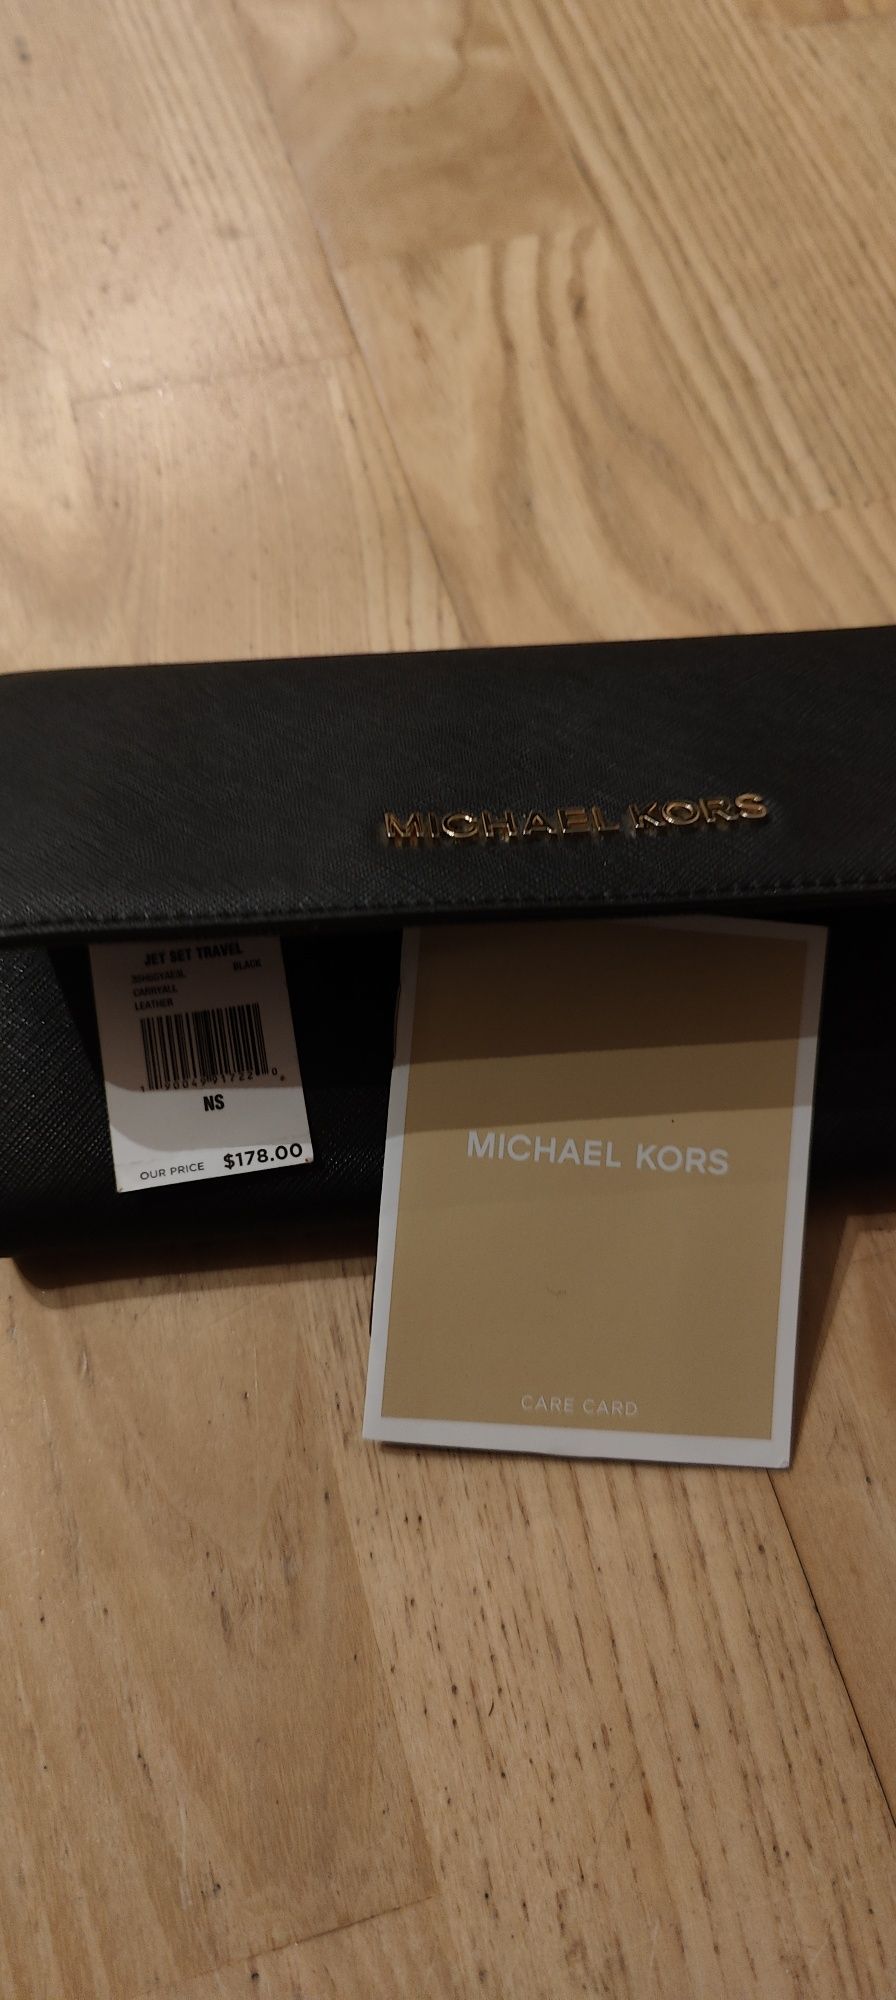 MICHAEL KORS
JET SET TRAVEL
BLACK
CARRYALL
LEATHER
NS
OUR PRICE $178.00
MICHAEL KORS
CARE CARD